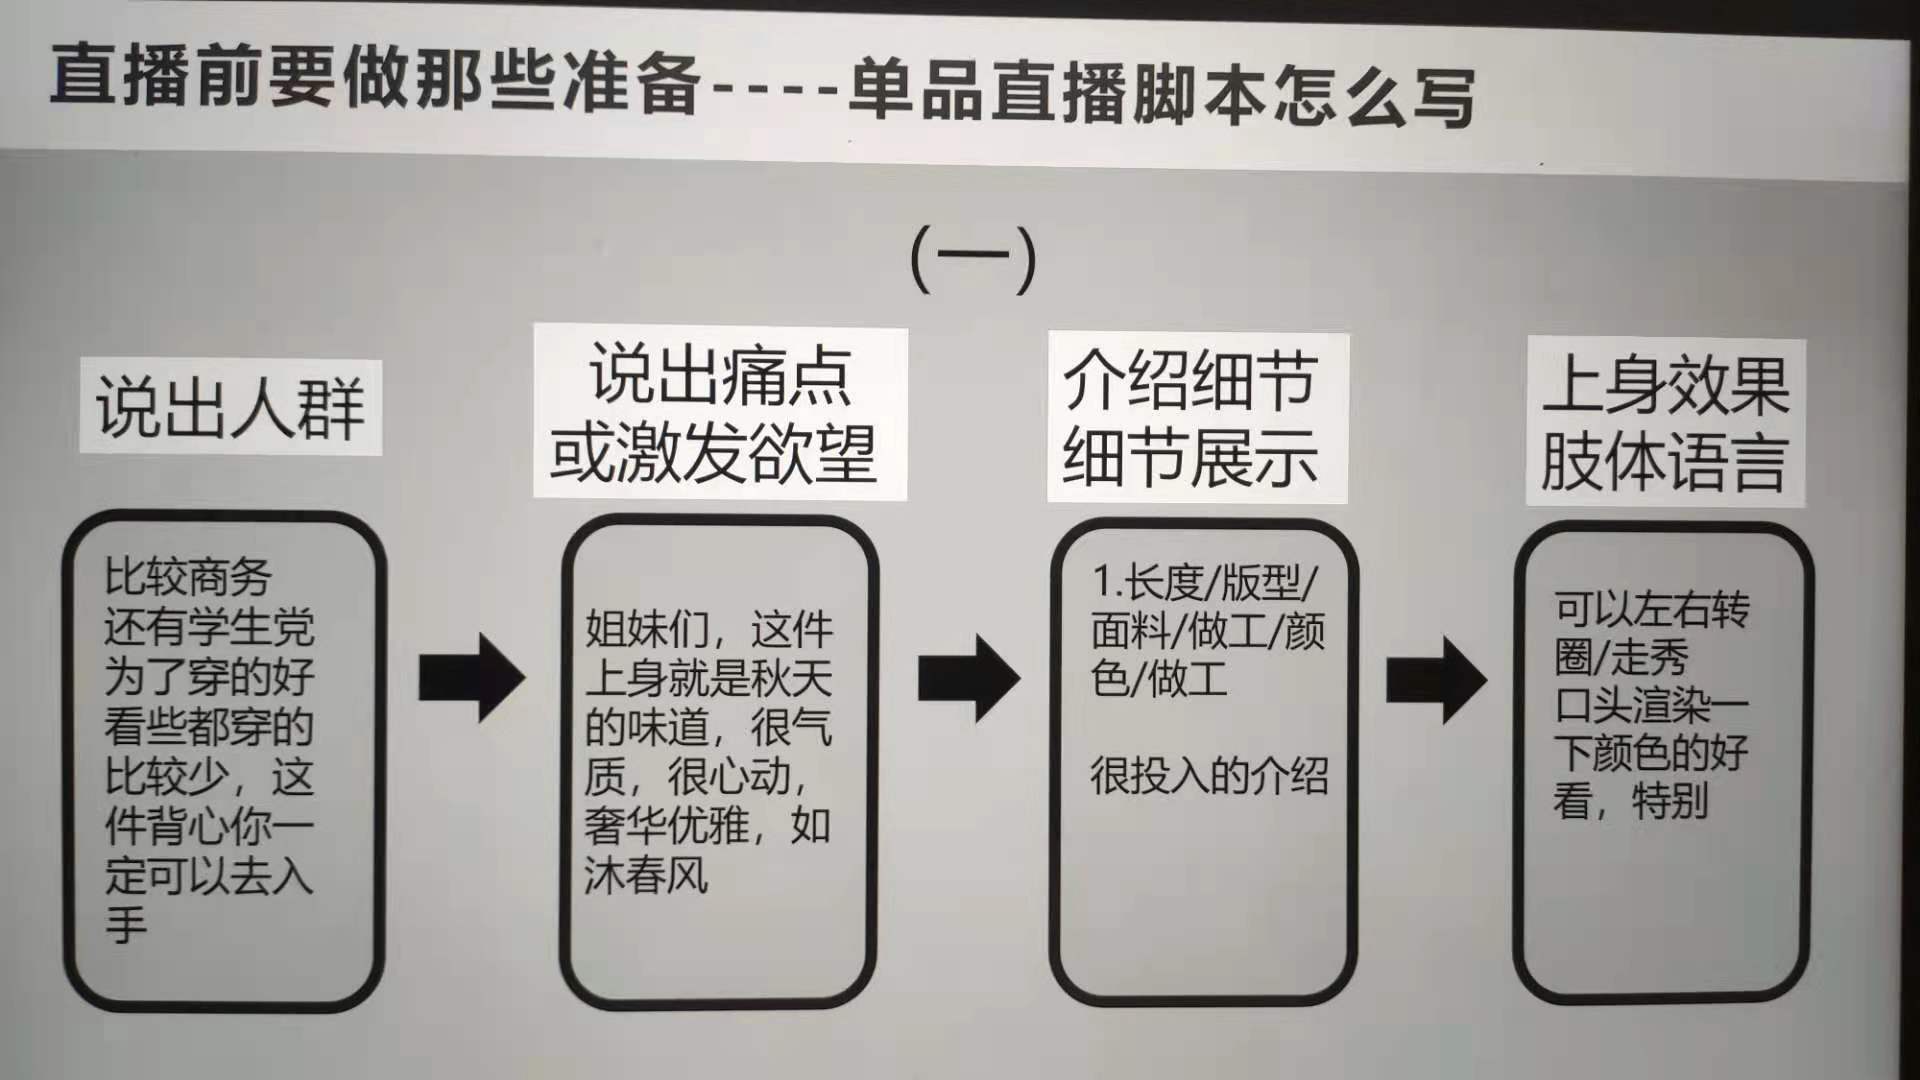 直播前要做那些准备----单品直播脚本怎么写
(一)
说出人群
比较商务
还有学生党
为了穿的好
看些都穿的
比较少，这
件背心你一
定可以去入
手
说出痛点
或激发欲望
姐妹们，这件
上身就是秋天
的味道，很气
质，很心动，
奢华优雅，如
沐春风
介绍细节
细节展示
1.长度/版型/
面料/做工/颜
色/做工
很投入的介绍
上身效果
肢体语言
可以左右转
圈/走秀
口头渲染一
下颜色的好
看，特别